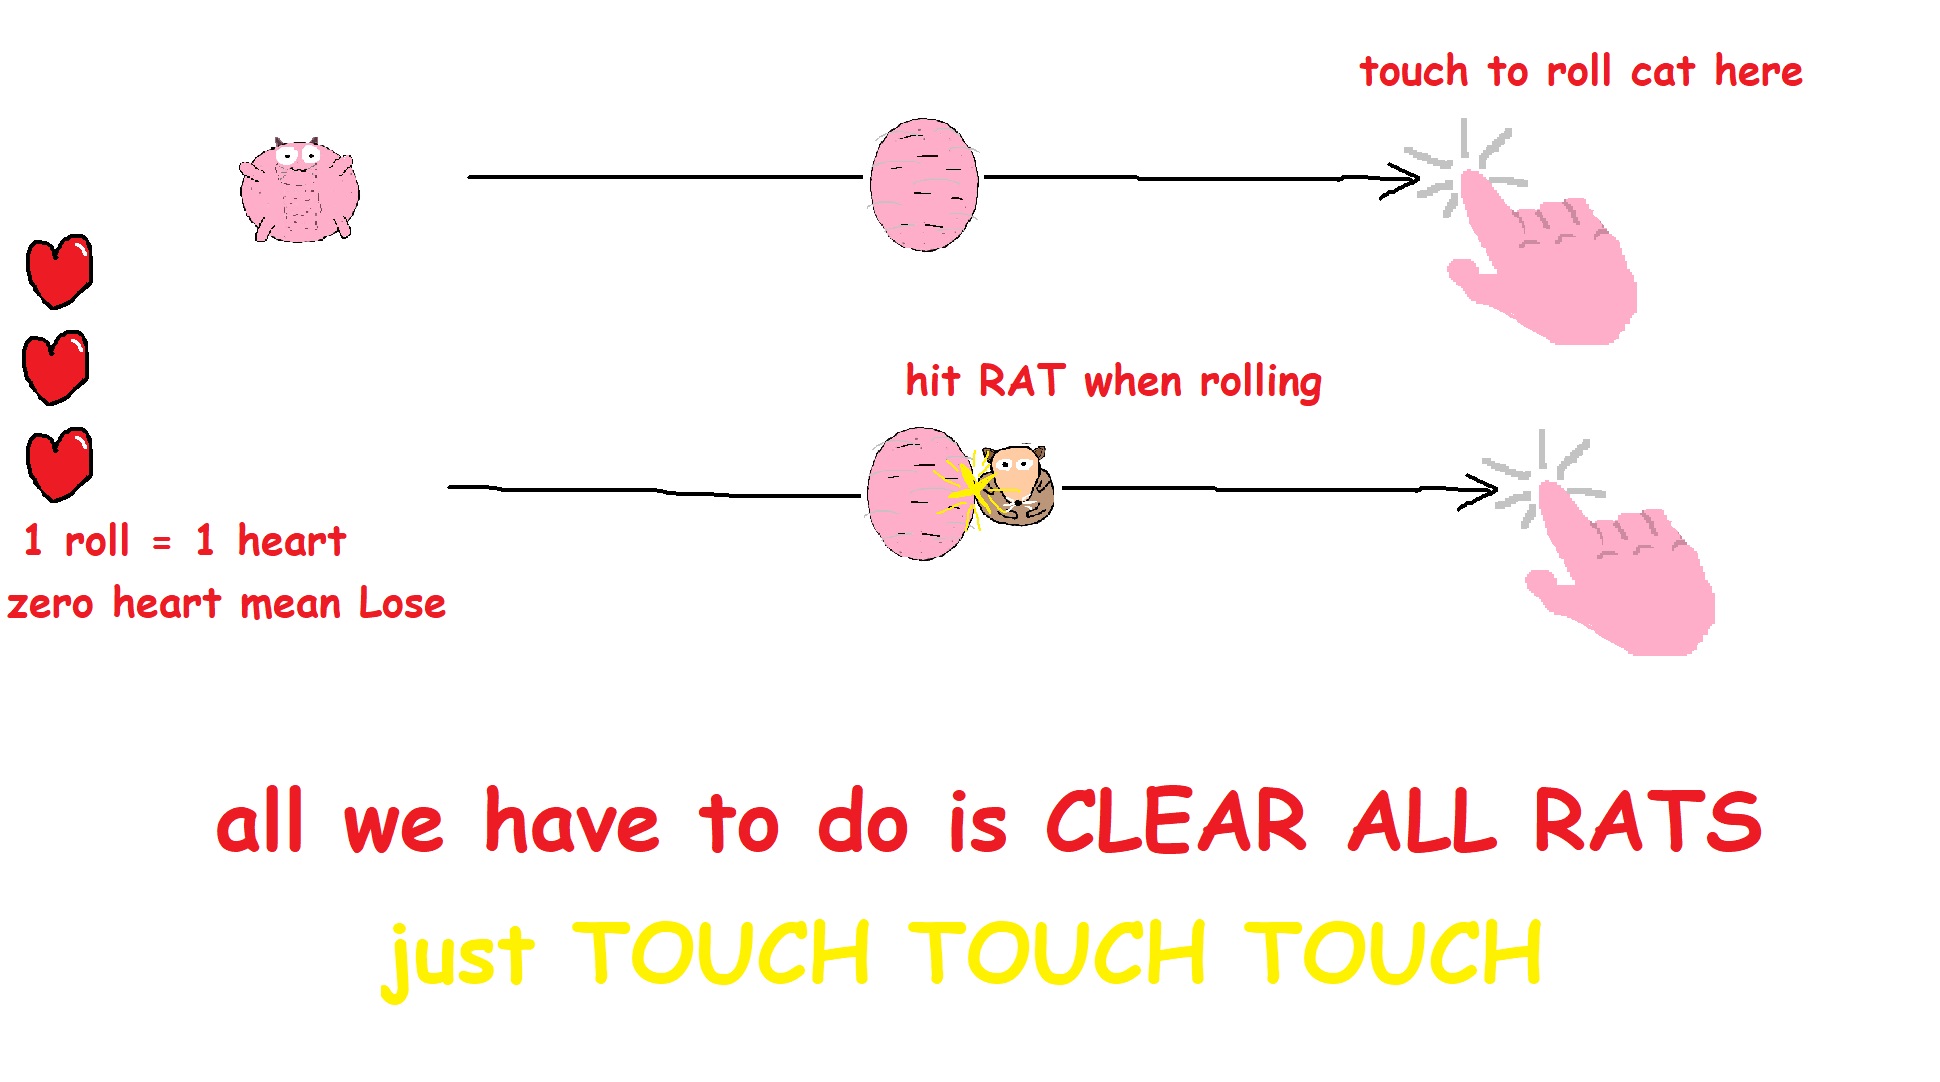 touch to roll cat here
hit RAT when rolling
1 roll = 1 heart
zero heart mean Lose
all we have to do is CLEAR ALL RATS
just TOUCH TOUCH TOUCH